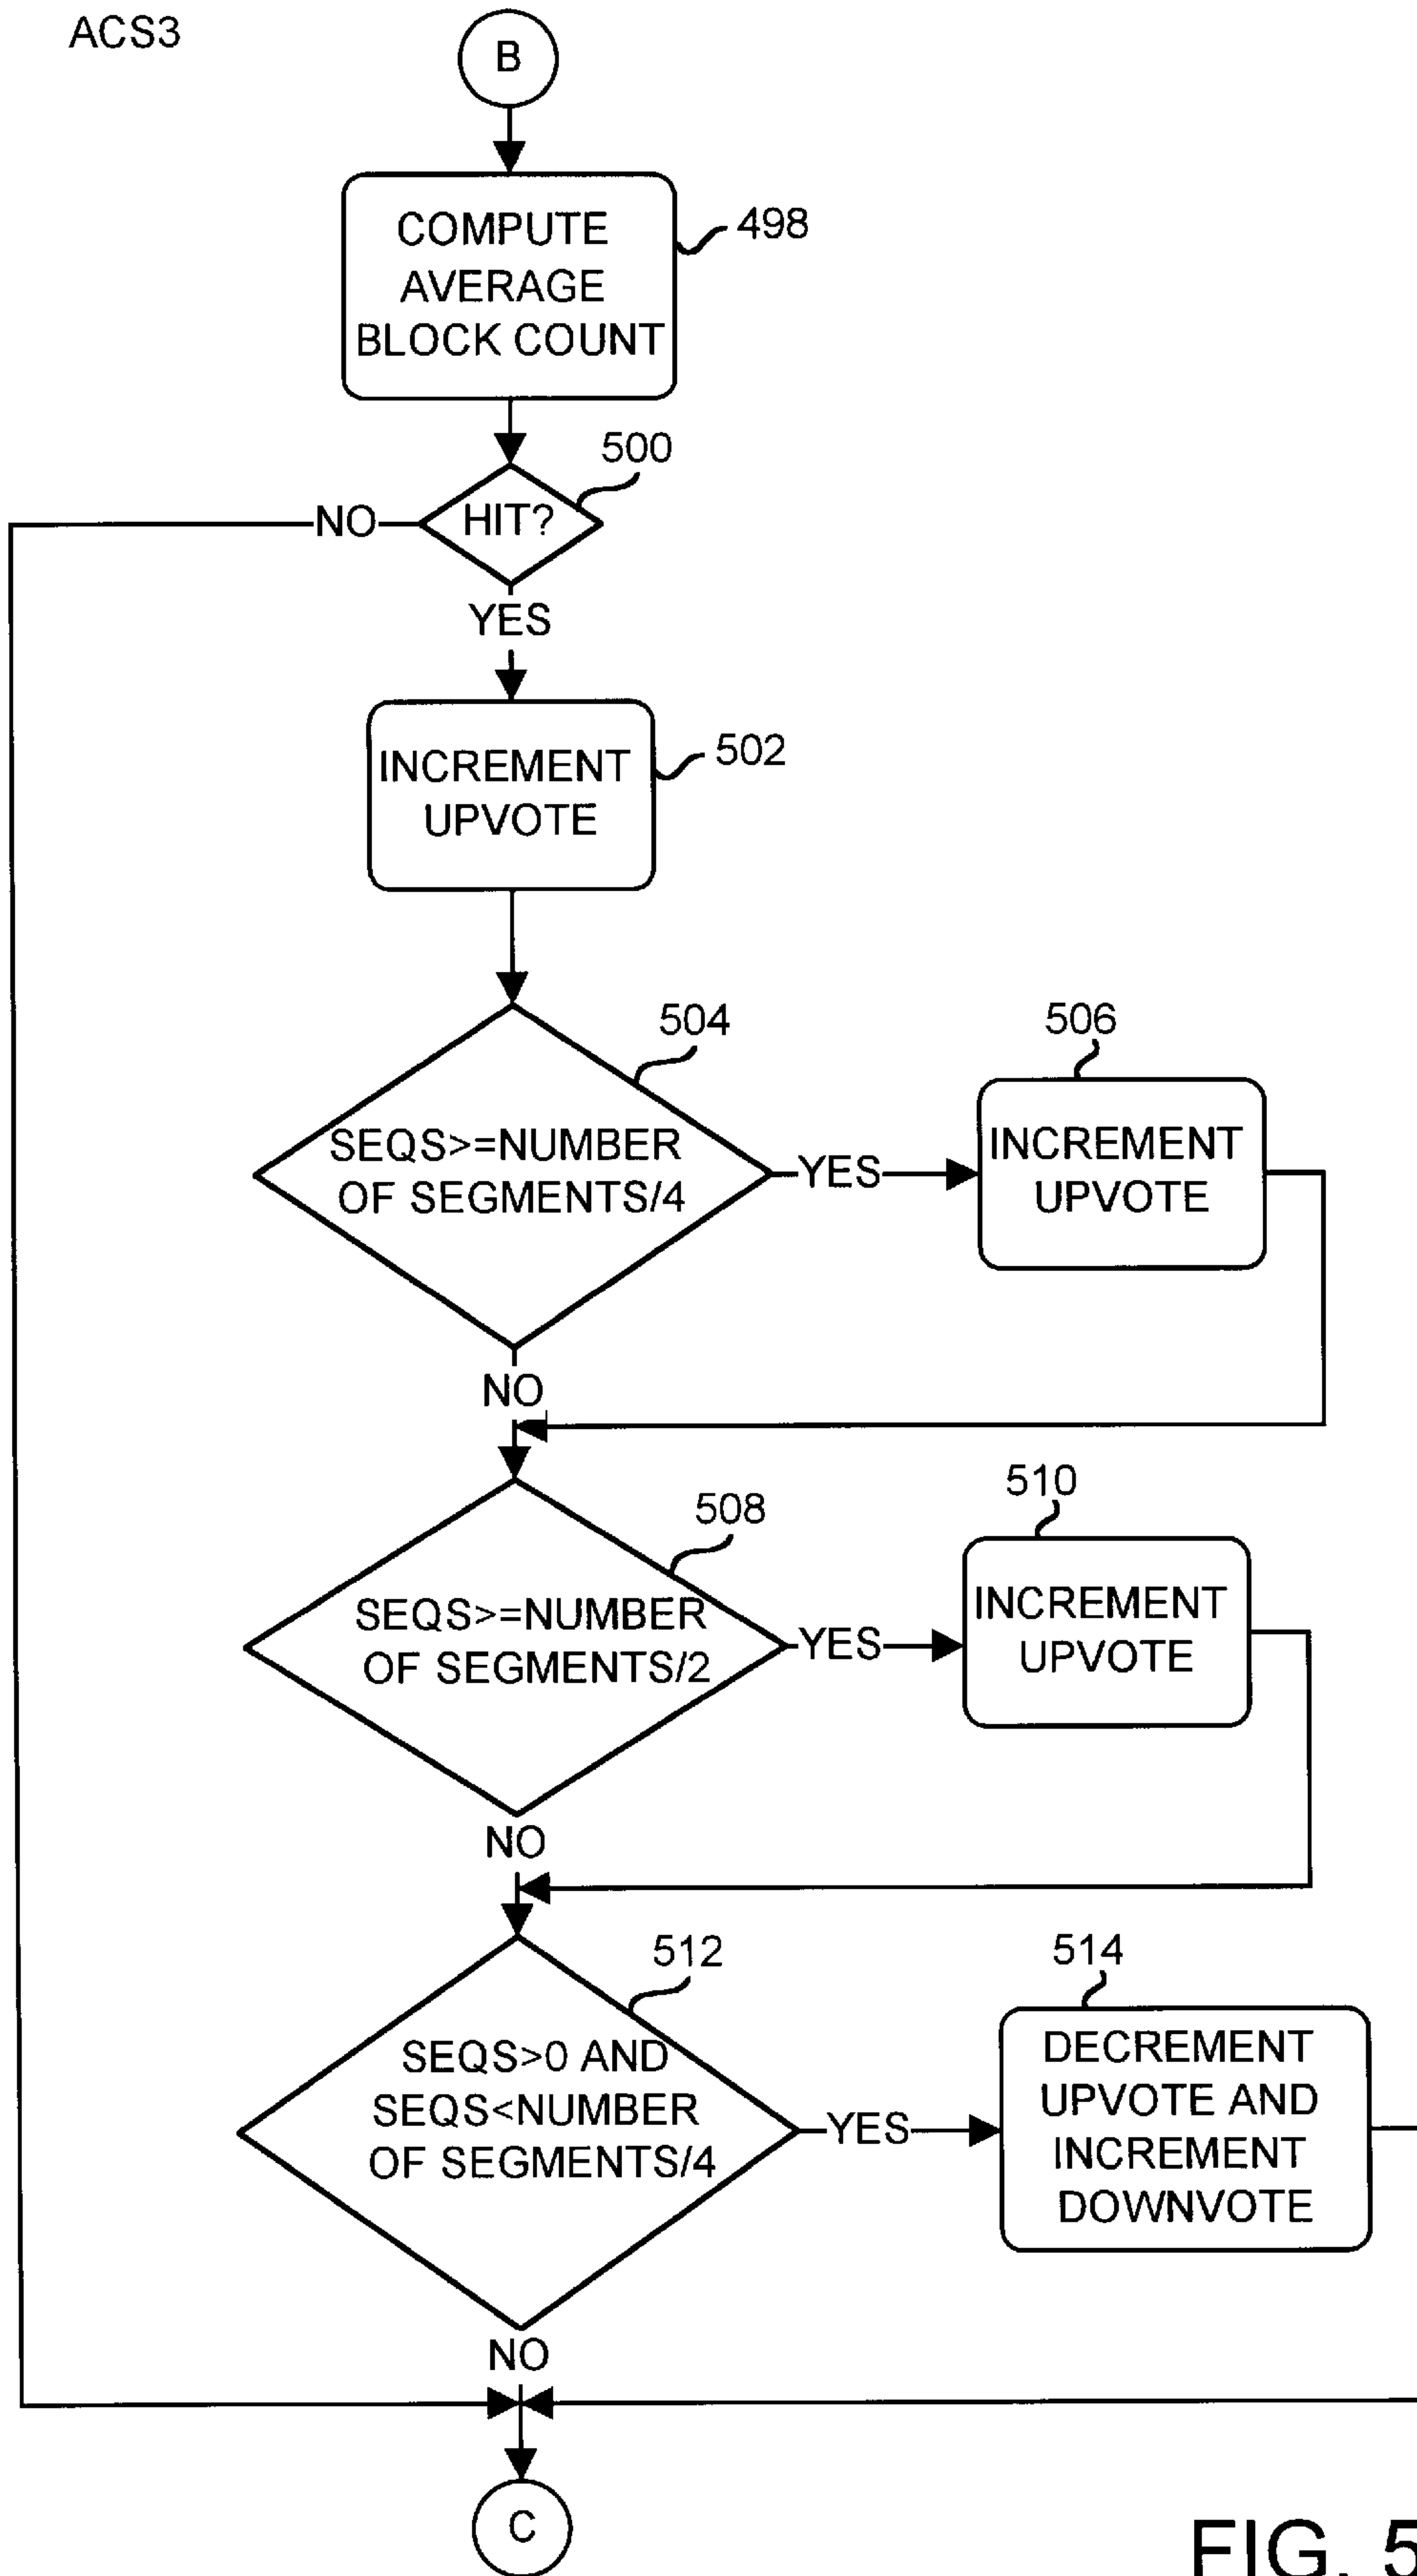 ACS3
B
COMPUTE
AVERAGE
BLOCK COUNT
498
500
HIT?
NO
YES
INCREMENT
UPVOTE
502
504
SEQS>=NUMBER
OF SEGMENTS/4
YES
506
INCREMENT
UPVOTE
NO
508
SEQS>=NUMBER
OF SEGMENTS/2
YES
510
INCREMENT
UPVOTE
NO
512
SEQS>0 AND
SEQS<NUMBER
OF SEGMENTS/4
YES
514
DECREMENT
UPVOTE AND
INCREMENT
DOWNVOTE
NO
C
FIG. 5